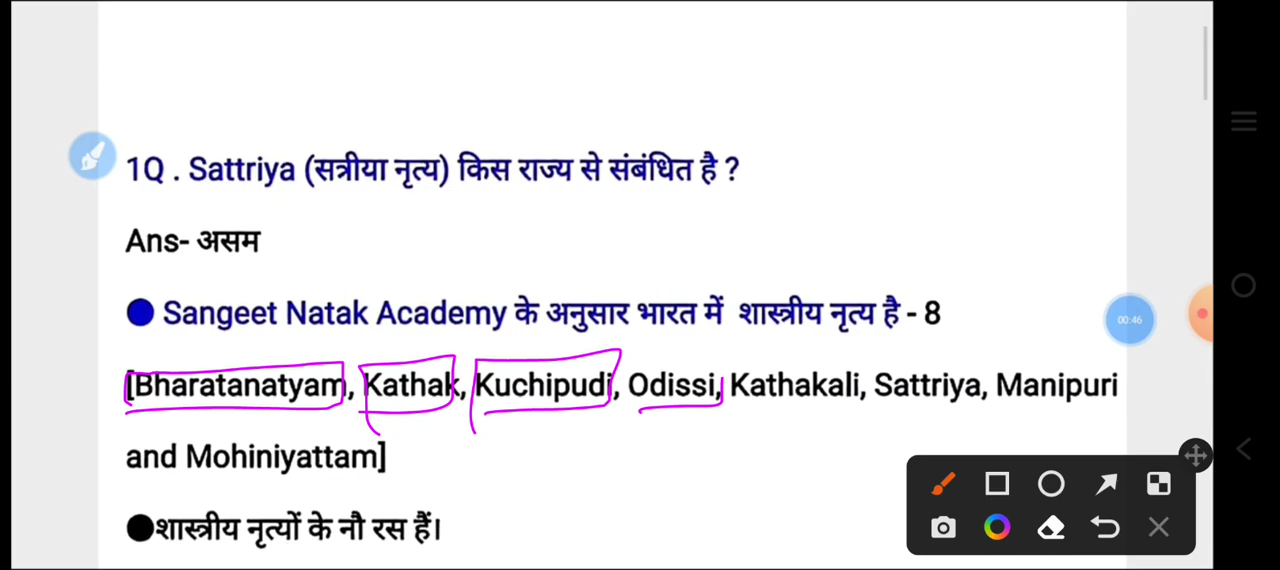 1Q . Sattriya (सत्रीया नृत्य) किस राज्य से संबंधित है ?
Ans- असम
Sangeet Natak Academy के अनुसार भारत में शास्त्रीय नृत्य है - 8
00:46
[Bharatanatyam, Kathak, Kuchipudi, Odissi, Kathakali, Sattriya, Manipuri
and Mohiniyattam]
शास्त्रीय नृत्यों के नौ रस हैं।